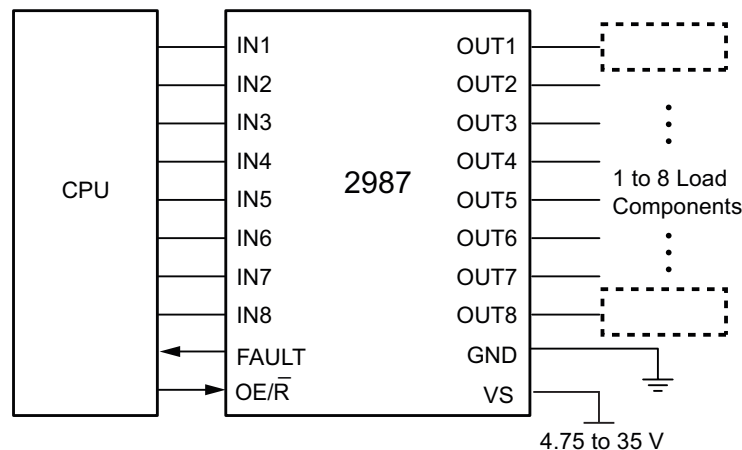 CPU
IN1
IN2
IN3
IN4
IN5
IN6
IN7
IN8
FAULT
OE/R̅
2987
OUT1
OUT2
OUT3
OUT4
OUT5
OUT6
OUT7
OUT8
GND
VS
1 to 8 Load
Components
4.75 to 35 V